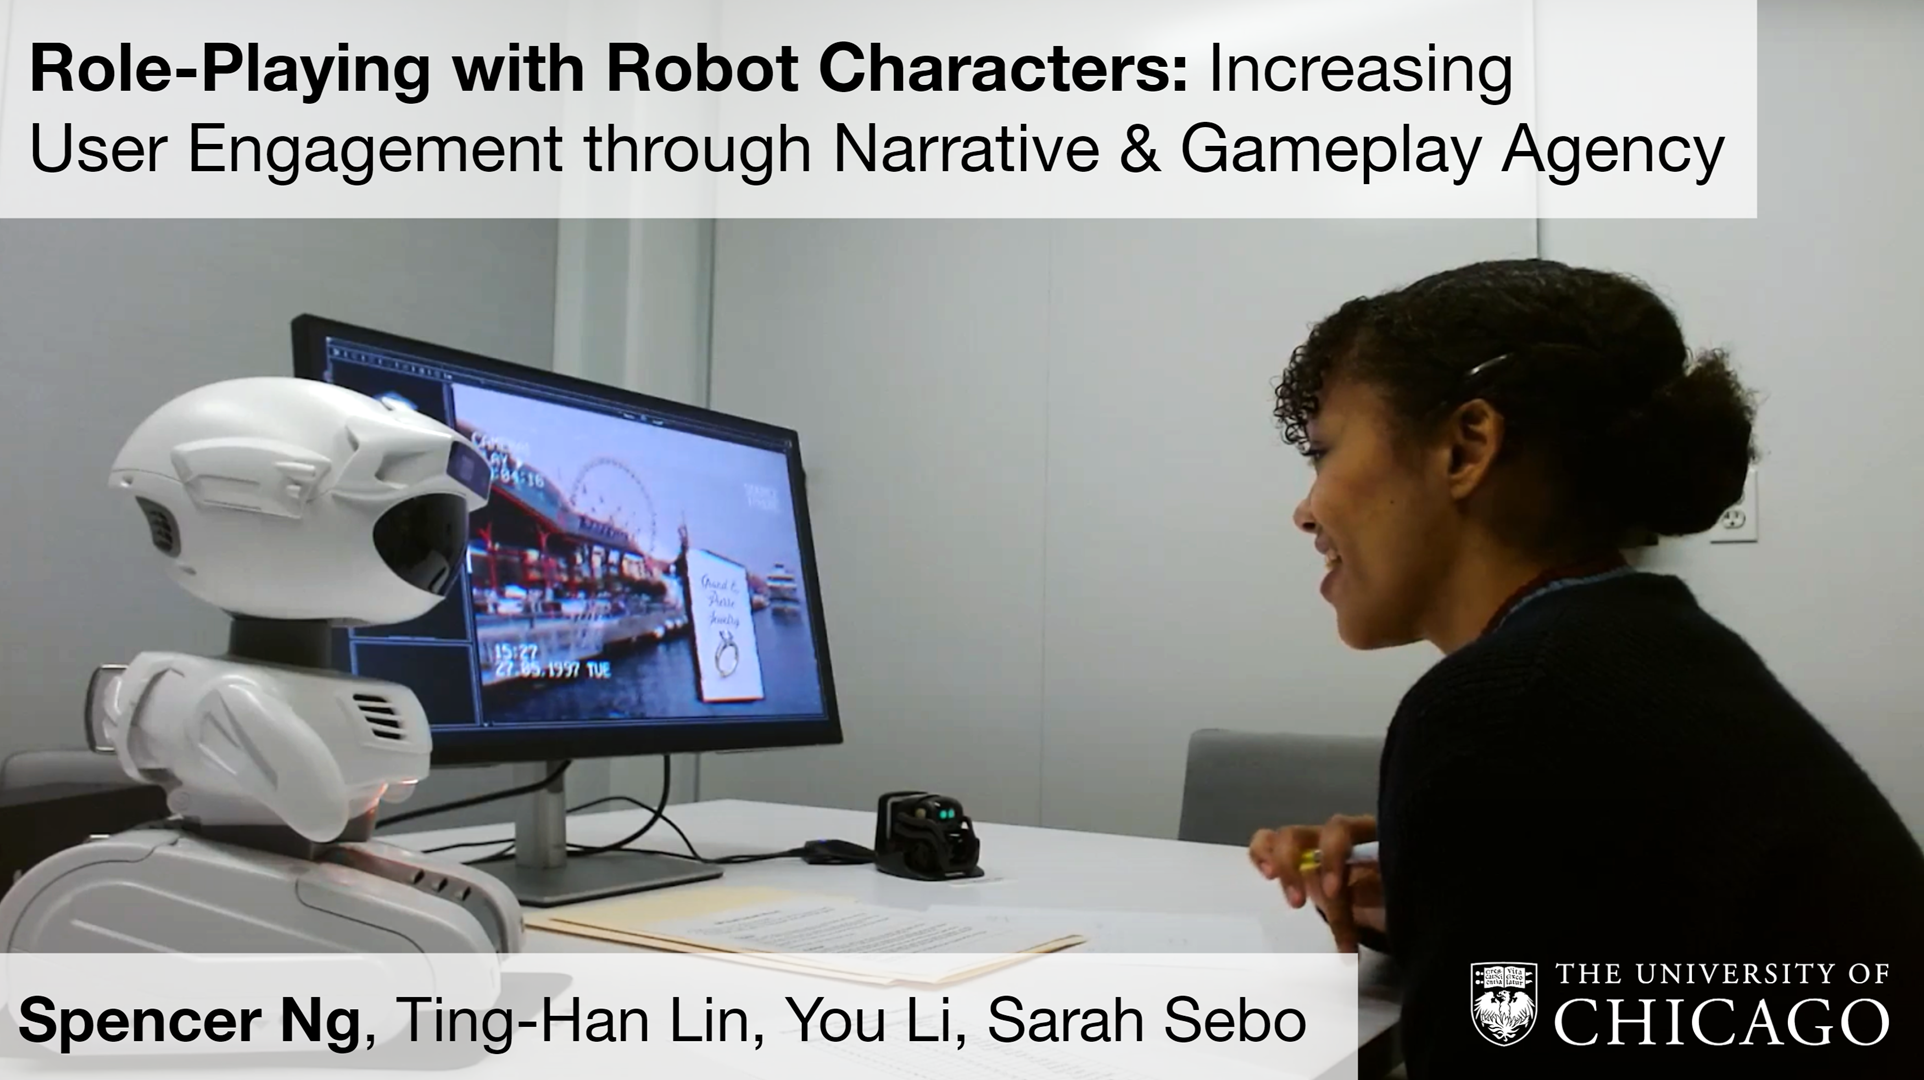 Role-Playing with Robot Characters: Increasing
User Engagement through Narrative & Gameplay Agency
15:27
27.05.1997 TUE
Spencer Ng, Ting-Han Lin, You Li, Sarah Sebo
THE UNIVERSITY OF
CHICAGO